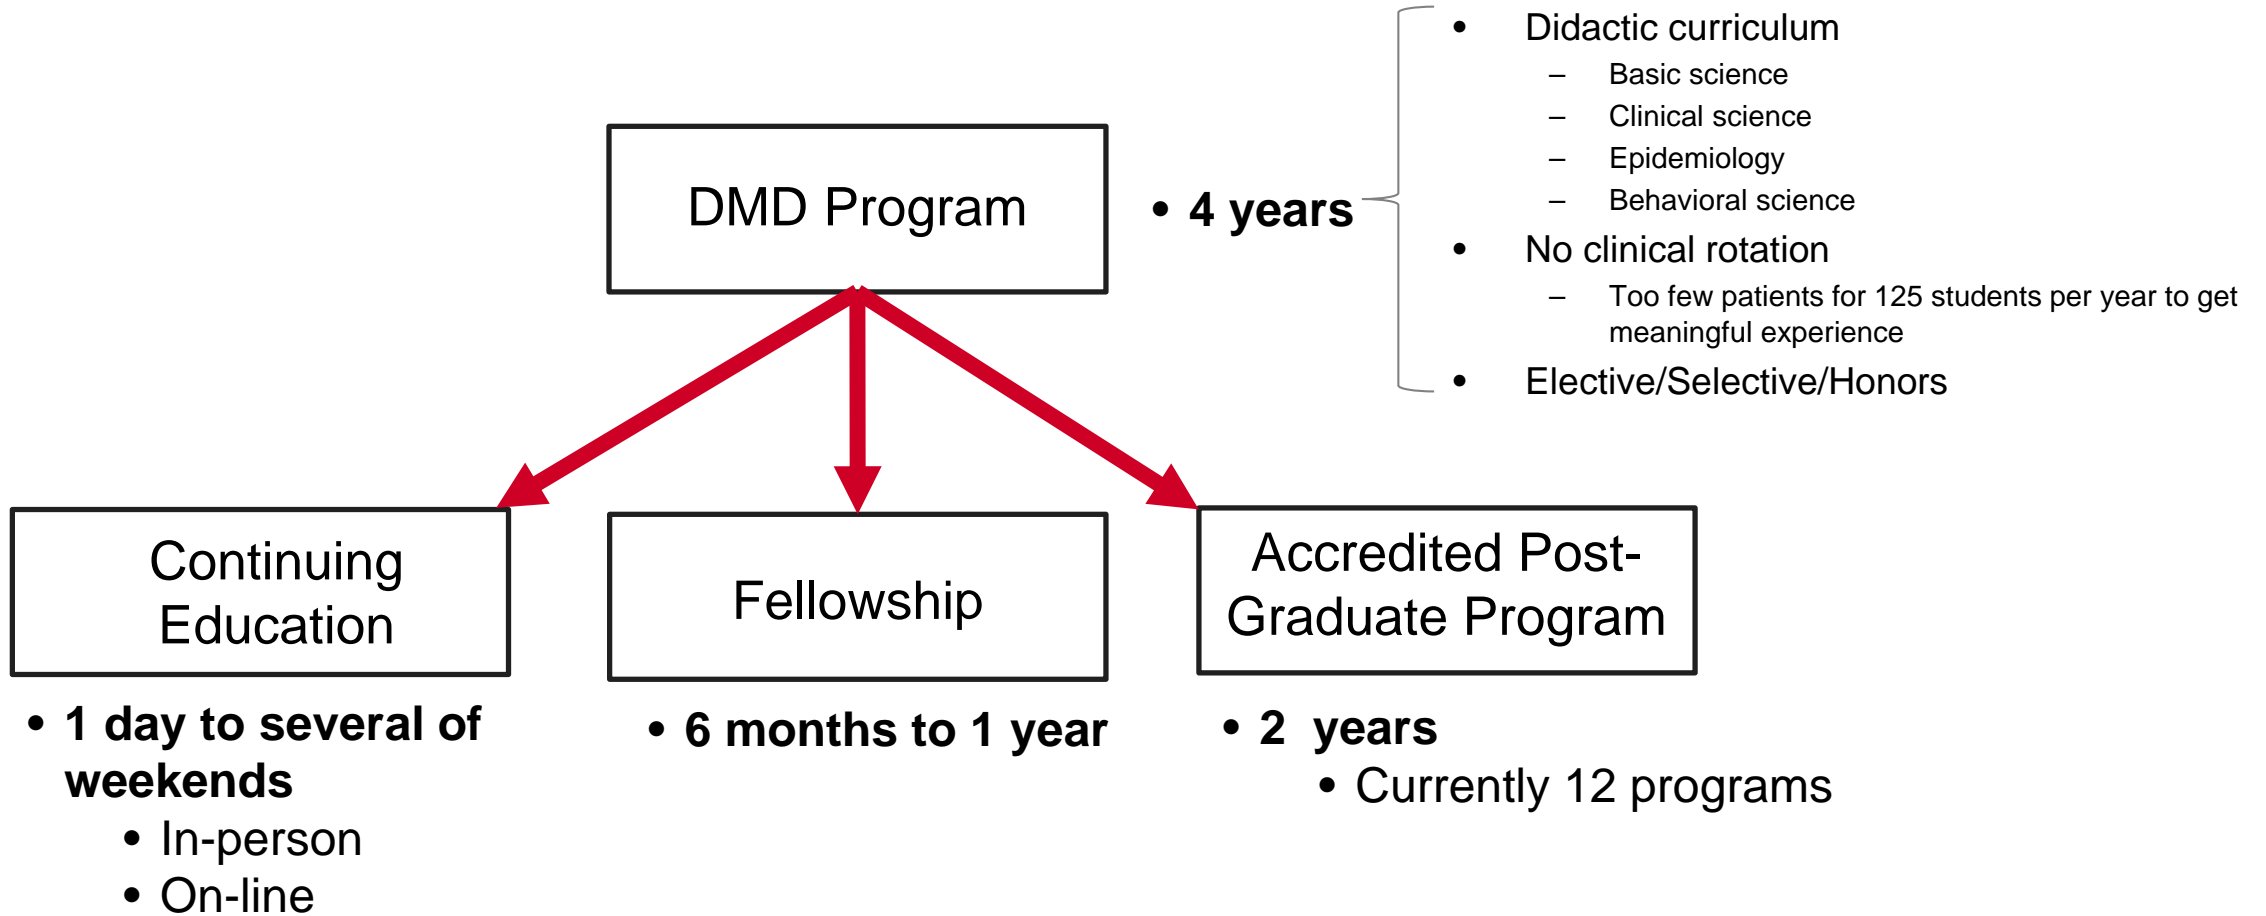 DMD Program
• 4 years
• Didactic curriculum
– Basic science
– Clinical science
– Epidemiology
– Behavioral science
• No clinical rotation
– Too few patients for 125 students per year to get
meaningful experience
• Elective/Selective/Honors
Continuing
Education
• 1 day to several of
weekends
• In-person
• On-line
Fellowship
• 6 months to 1 year
Accredited Post-
Graduate Program
• 2 years
• Currently 12 programs